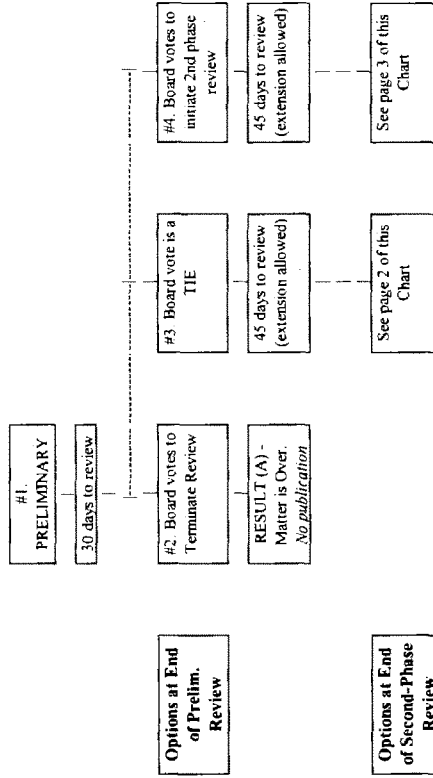 #1.
PRELIMINARY
30 days to review
Options at End
of Prelim.
Review
#2. Board votes to
Terminate Review
#3 Board vote is a
TIE
#4. Board votes to
initiate 2nd phase
review
RESULT (A) -
Matter is Over.
No publication
45 days to review
(extension allowed)
45 days to review
(extension allowed)
Options at End
of Second-Phase
Review
See page 2 of this
Chart
See page 3 of this
Chart